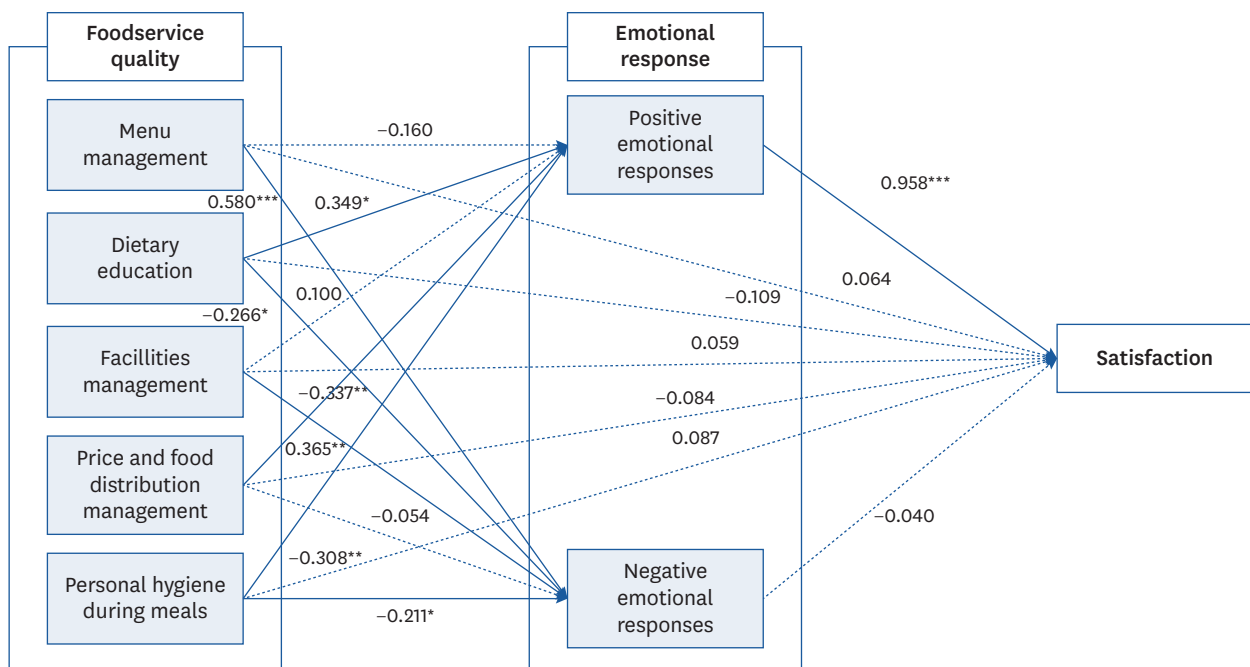 Foodservice
quality
Emotional
response
Menu
management
Dietary
education
Facillities
management
Price and food
distribution
management
Personal hygiene
during meals
Positive
emotional
responses
Negative
emotional
responses
Satisfaction
−0.160
0.580***
0.349*
0.958***
0.064
−0.109
0.100
−0.266*
0.059
−0.337**
−0.084
0.087
0.365**
−0.054
−0.040
−0.308**
−0.211*